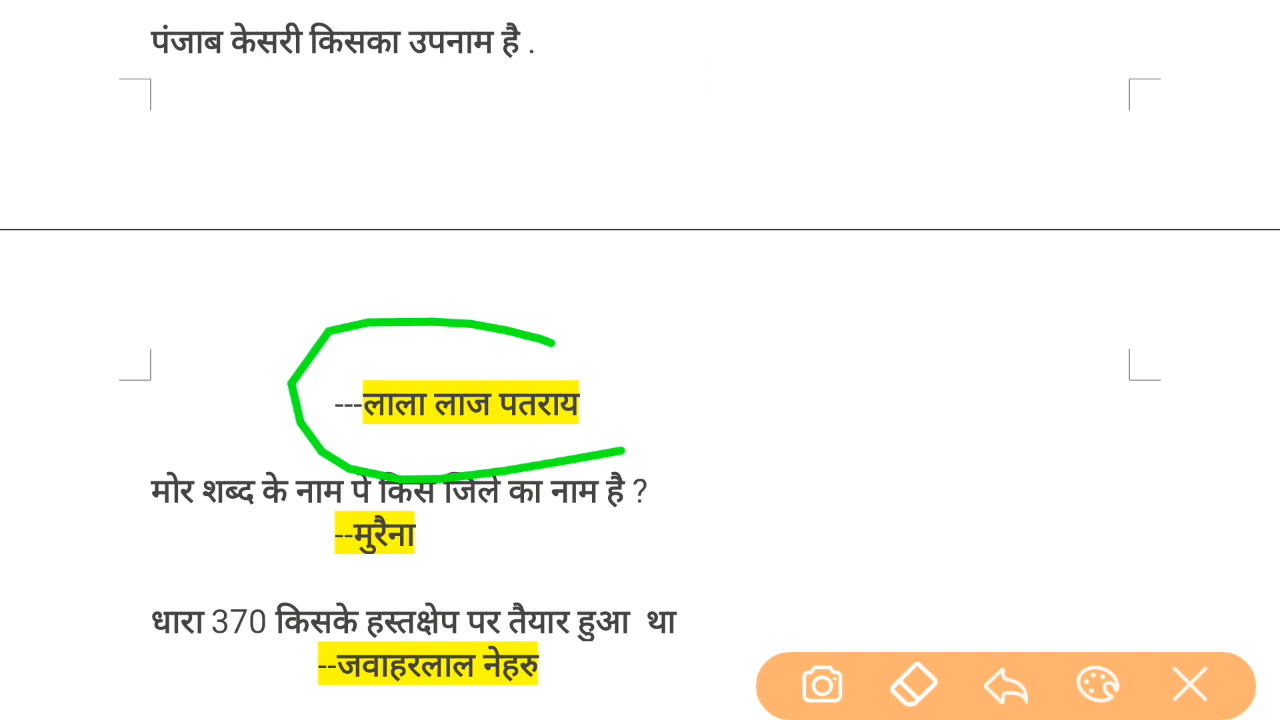 पंजाब केसरी किसका उपनाम है .
---लाला लाज पतराय
मोर शब्द के नाम पे किस जिले का नाम है ?
--मुरैना
धारा 370 किसके हस्तक्षेप पर तैयार हुआ था
--जवाहरलाल नेहरु